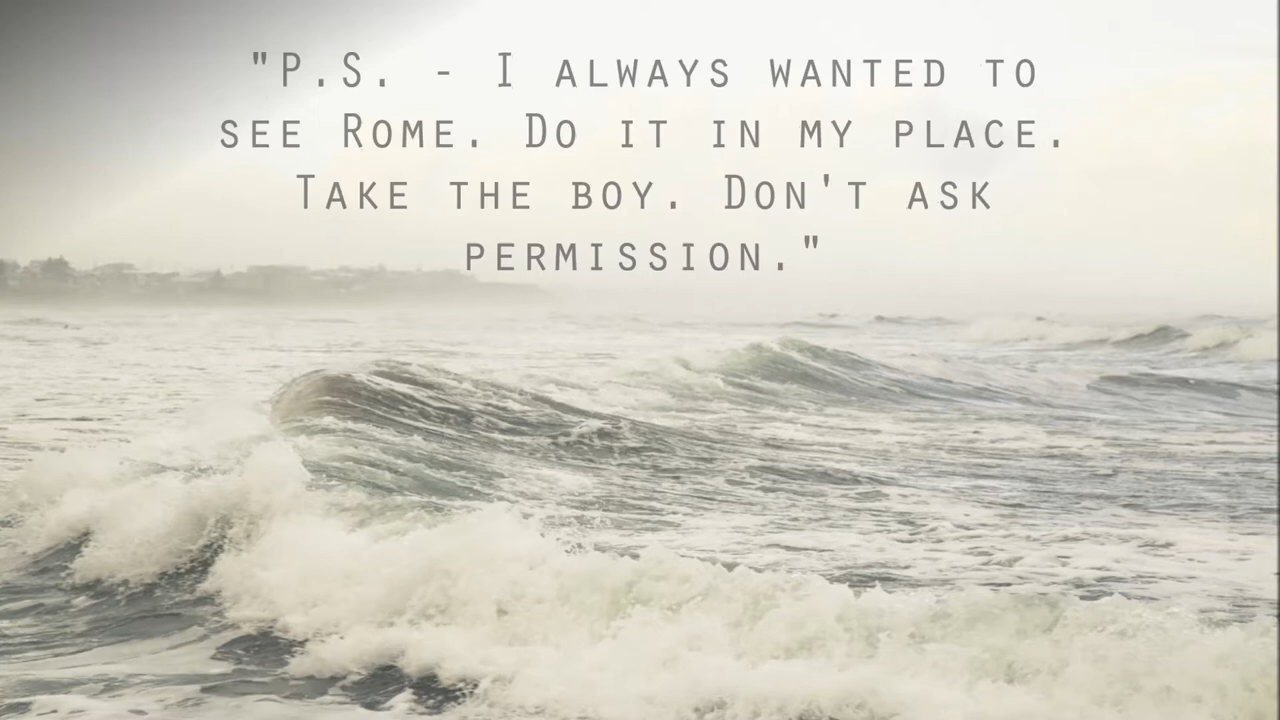 "P.S. - I ALWAYS WANTED TO
SEE ROME. DO IT IN MY PLACE.
TAKE THE BOY. DON'T ASK
PERMISSION."